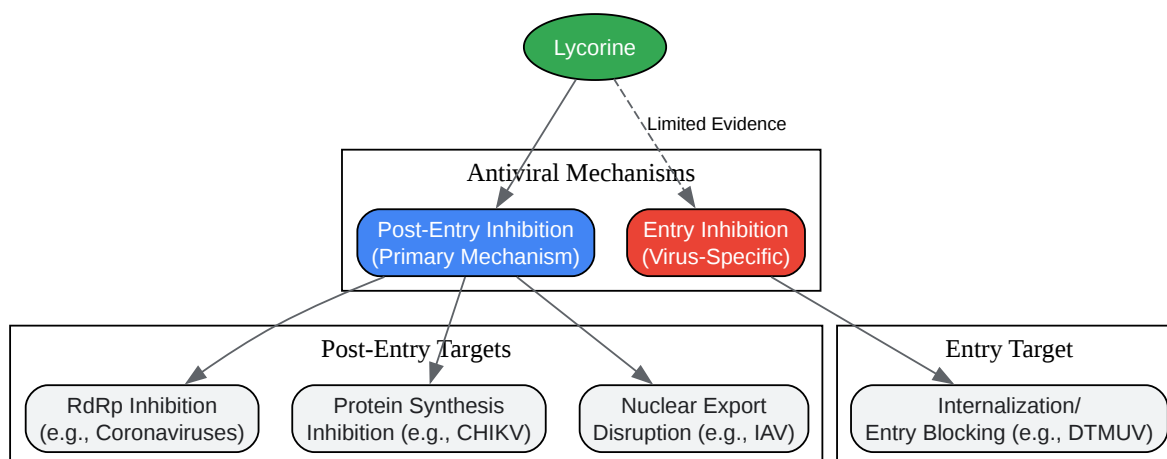 Lycorine
Limited Evidence
Antiviral Mechanisms
Post-Entry Inhibition
(Primary Mechanism)
Entry Inhibition
(Virus-Specific)
Post-Entry Targets
Entry Target
RdRp Inhibition
(e.g., Coronaviruses)
Protein Synthesis
Inhibition (e.g., CHIKV)
Nuclear Export
Disruption (e.g., IAV)
Internalization/
Entry Blocking (e.g., DTMUV)